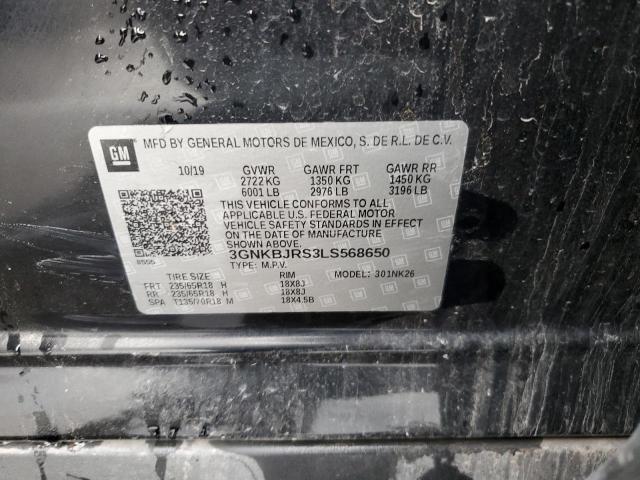 GM
MFD BY GENERAL MOTORS DE MEXICO, S. DE R.L. DE C.V.
10/19 GVWR GAWR FRT GAWR RR
2722 KG 1350 KG 1450 KG
6001 LB 2976 LB 3196 LB
THIS VEHICLE CONFORMS TO ALL
APPLICABLE U.S. FEDERAL MOTOR
VEHICLE SAFETY STANDARDS IN EFFECT
ON THE DATE OF MANUFACTURE
SHOWN ABOVE.
3GNKBJRS3LS568650
TYPE: M.P.V. MODEL: 301NK26
TIRE SIZE RIM
FRT 235/65R18 H 18X8J
RR 235/65R18 H 18X8J
SPA T135/70R18 M 18X4.5B